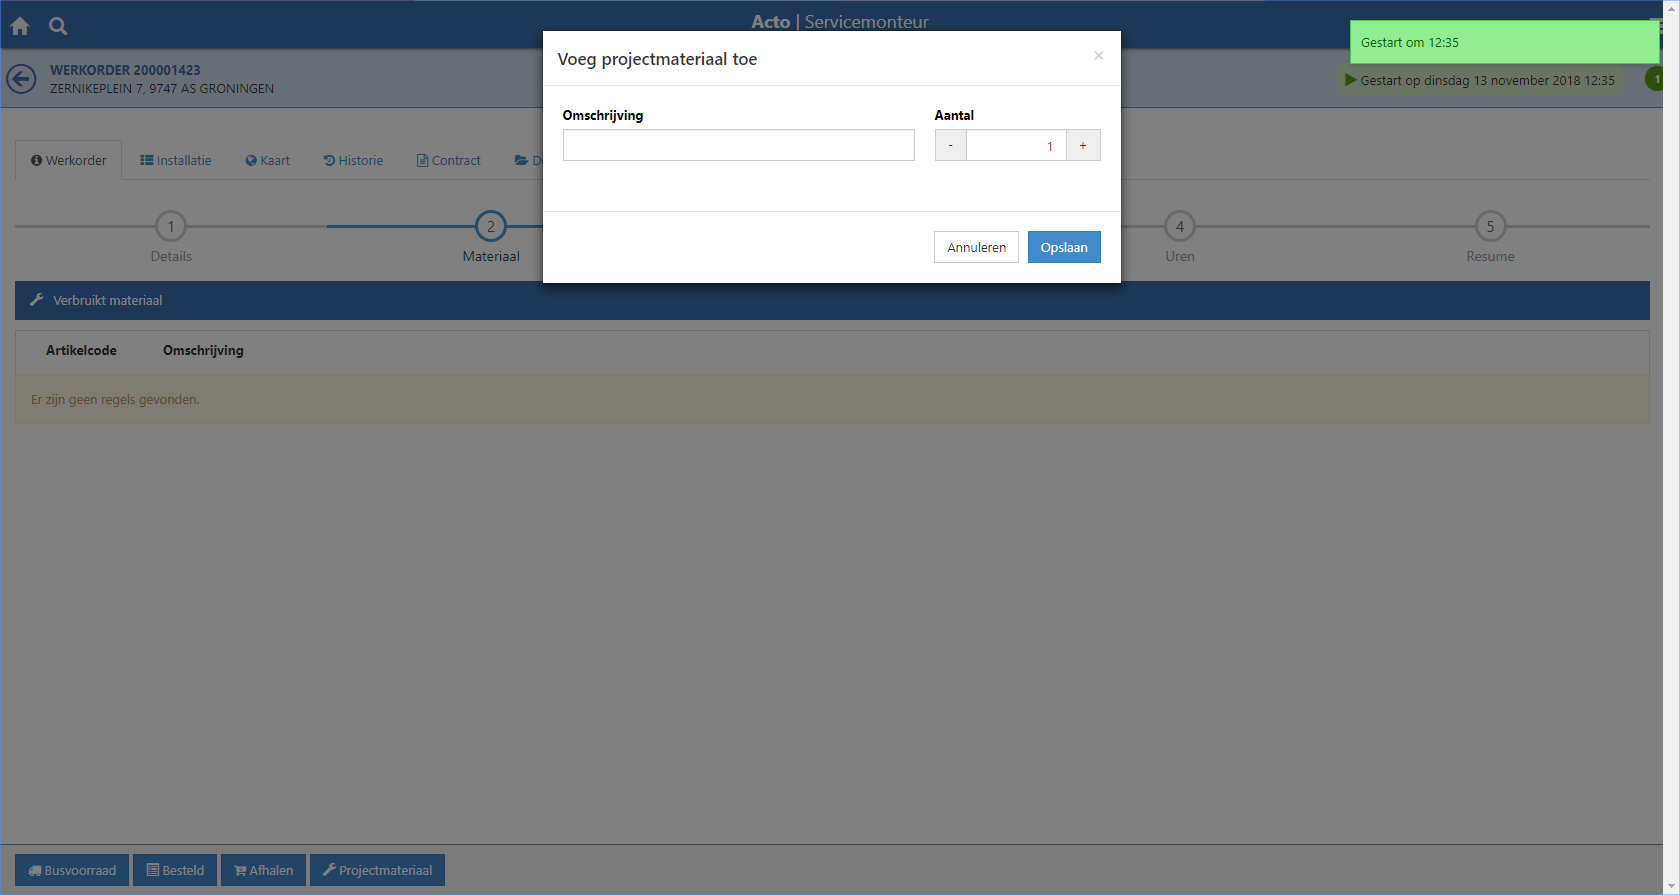 Acto | Servicemonteur
Gestart om 12:35
WERKORDER 200001423
ZERNIKEPLEIN 7, 9747 AS GRONINGEN
Gestart op dinsdag 13 november 2018 12:35
1
Voeg projectmateriaal toe
×
Omschrijving
Aantal
- 1 +
Annuleren Opslaan
Werkorder Installatie Kaart Historie Contract D
1 2 4 5
Details Materiaal Uren Resume
Verbruikt materiaal
Artikelcode Omschrijving
Er zijn geen regels gevonden.
Busvoorraad Besteld Afhalen Projectmateriaal